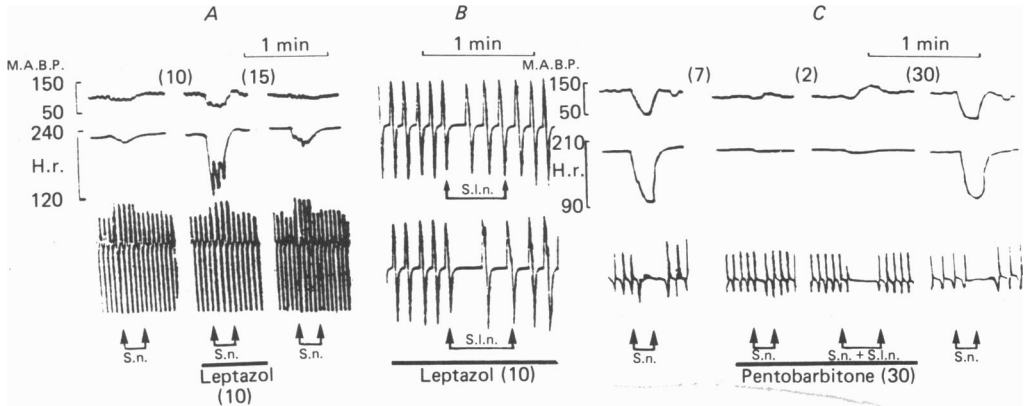 A
1 min
M.A.B.P.
(10)
(15)
150
50
240
H.r.
120
S.n.
S.n.
S.n.
Leptazol
(10)
B
1 min
S.l.n.
S.l.n.
Leptazol (10)
C
1 min
M.A.B.P.
(7)
(2)
(30)
150
50
210
H.r.
90
S.n.
S.n.
S.n. + S.l.n.
S.n.
Pentobarbitone (30)